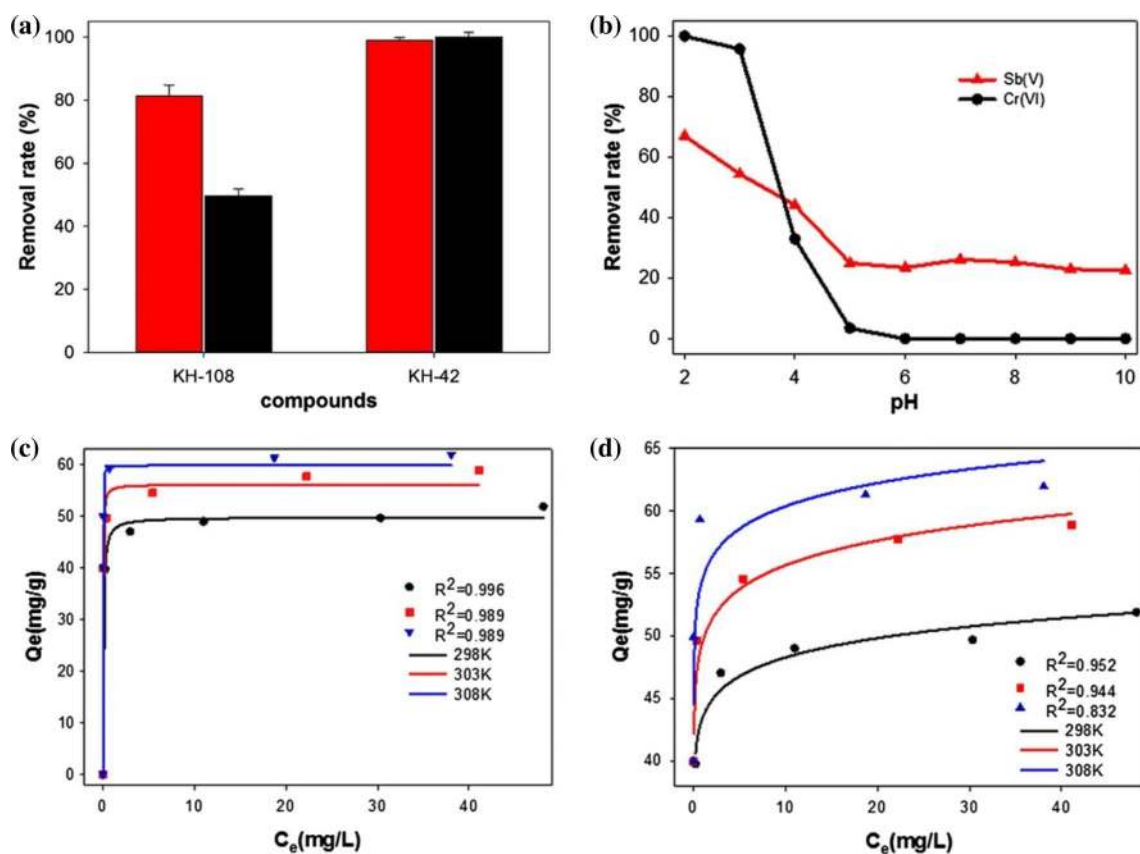 (a)
Removal rate (%)
100
80
60
40
20
0
KH-108 KH-42
compounds
(b)
Removal rate (%)
100
80
60
40
20
0
Sb(V)
Cr(VI)
2 4 6 8 10
pH
(c)
Qe(mg/g)
60
50
40
30
20
10
0
R²=0.996
R²=0.989
R²=0.989
298K
303K
308K
0 10 20 30 40
Cₑ(mg/L)
(d)
Qe(mg/g)
65
60
55
50
45
40
R²=0.952
R²=0.944
R²=0.832
298K
303K
308K
0 10 20 30 40
Cₑ(mg/L)